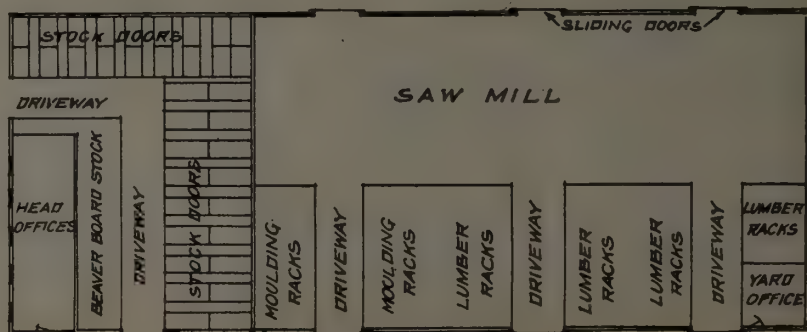 STOCK DOORS
SLIDING DOORS
SAW MILL
DRIVEWAY
HEAD
OFFICES
BEAVER BOARD STOCK
DRIVEWAY
STOCK DOORS
MOULDING
RACKS
DRIVEWAY
MOULDING
RACKS
LUMBER
RACKS
DRIVEWAY
LUMBER
RACKS
LUMBER
RACKS
DRIVEWAY
LUMBER
RACKS
YARD
OFFICE